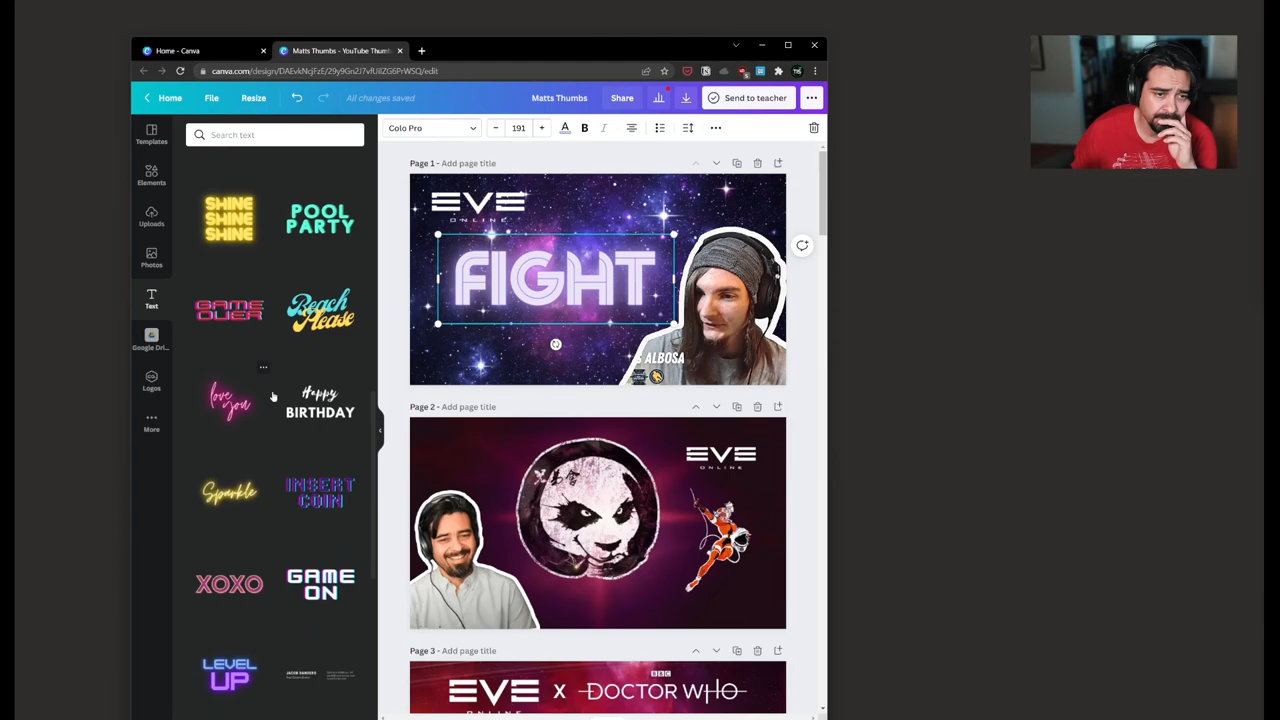 Home - Canva
Matts Thumbs - YouTube Thumb
canva.com/design/DAEvkNcjFzE/29y9Gn2J7vfUiIZG6PrWSQ/edit
Home
File
Resize
All changes saved
Matts Thumbs
Share
Send to teacher
Templates
Elements
Uploads
Photos
Text
Google Dri...
Logos
More
Search text
SHINE
SHINE
SHINE
POOL
PARTY
GAME
OVER
Beach
Please
love
you
Happy
BIRTHDAY
Sparkle
INSERT
COIN
XOXO
GAME
ON
LEVEL
UP
Colo Pro
191
B
Page 1 - Add page title
EVE
ONLINE
FIGHT
S ALBOSA
Page 2 - Add page title
EVE
ONLINE
Page 3 - Add page title
EVE X BBC DOCTOR WHO
ONLINE